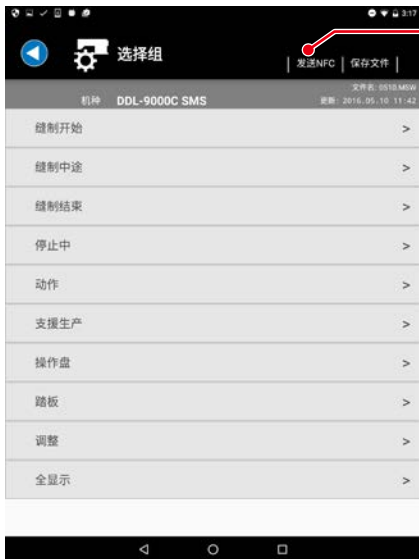 3:17
选择组
发送NFC
保存文件
机种 DDL-9000C SMS
文件名: 0510.MSW
更新: 2016.05.10 11:42
缝制开始 >
缝制中途 >
缝制结束 >
停止中 >
动作 >
支援生产 >
操作盘 >
踏板 >
调整 >
全显示 >